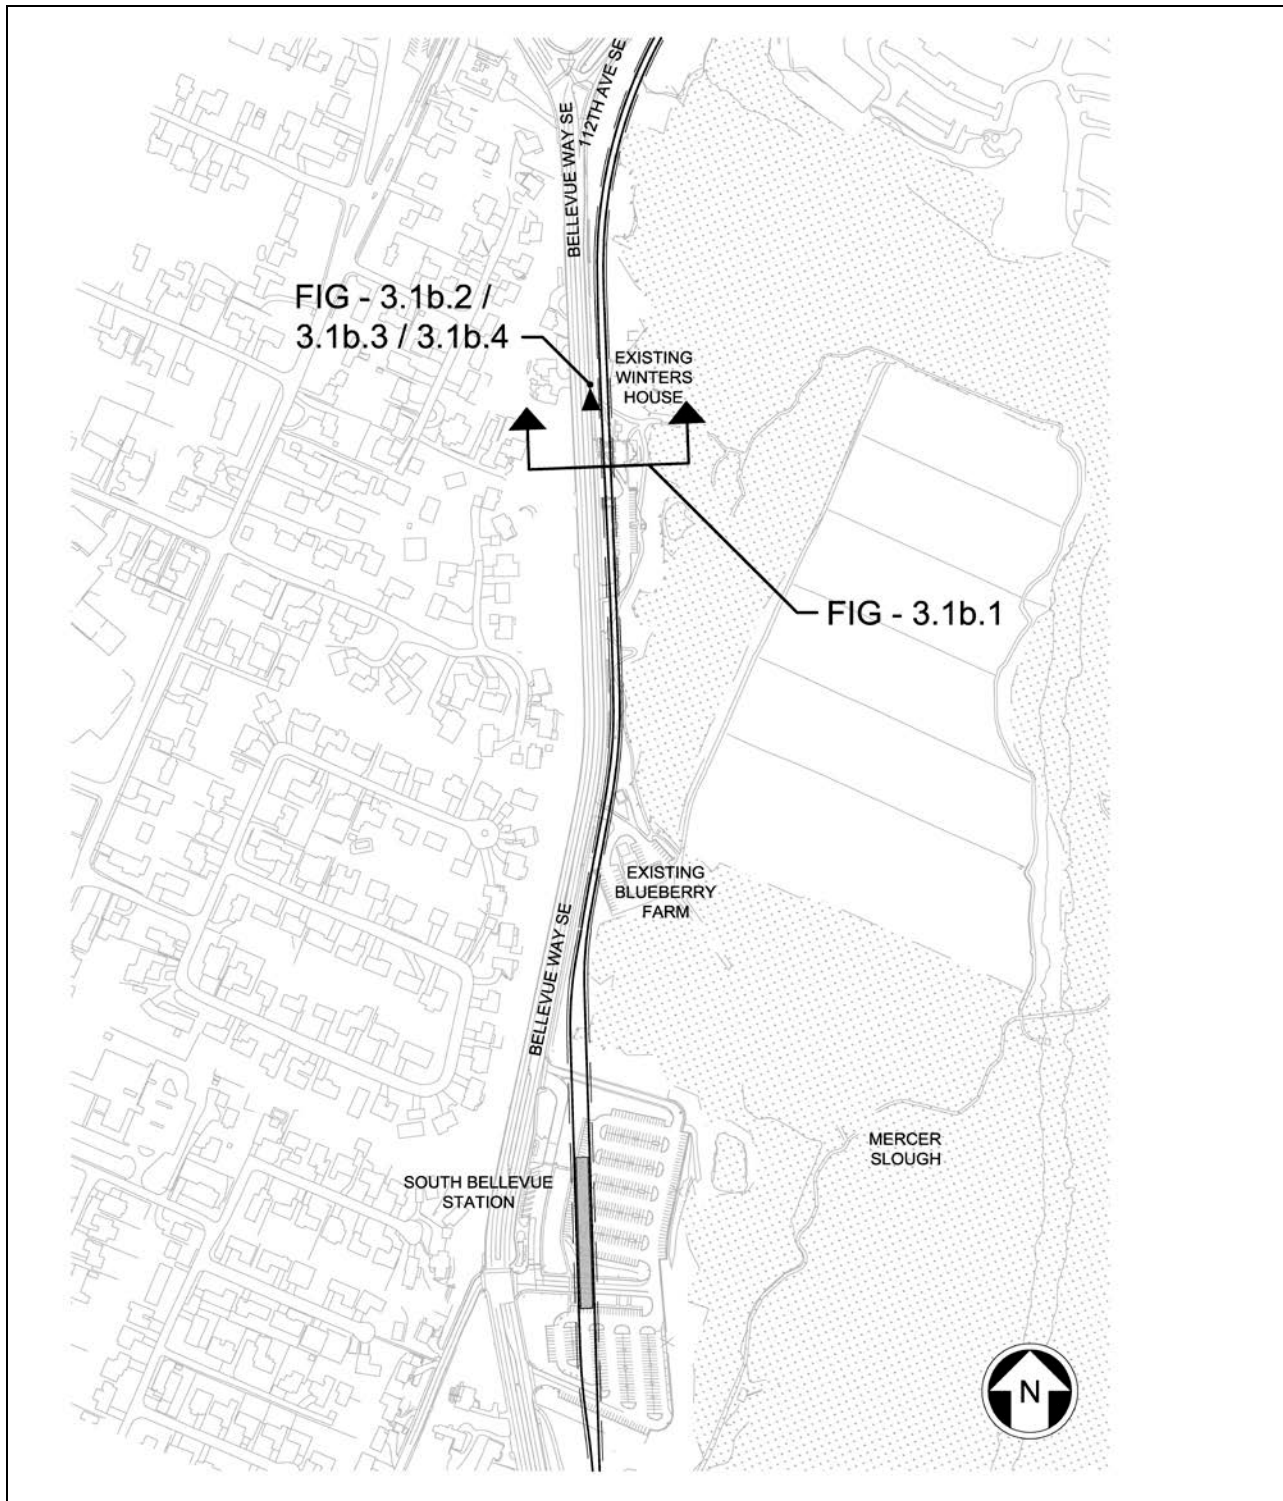 112TH AVE SE
BELLEVUE WAY SE
FIG - 3.1b.2 /
3.1b.3 / 3.1b.4
EXISTING
WINTERS
HOUSE
FIG - 3.1b.1
EXISTING
BLUEBERRY
FARM
BELLEVUE WAY SE
MERCER
SLOUGH
SOUTH BELLEVUE
STATION
N